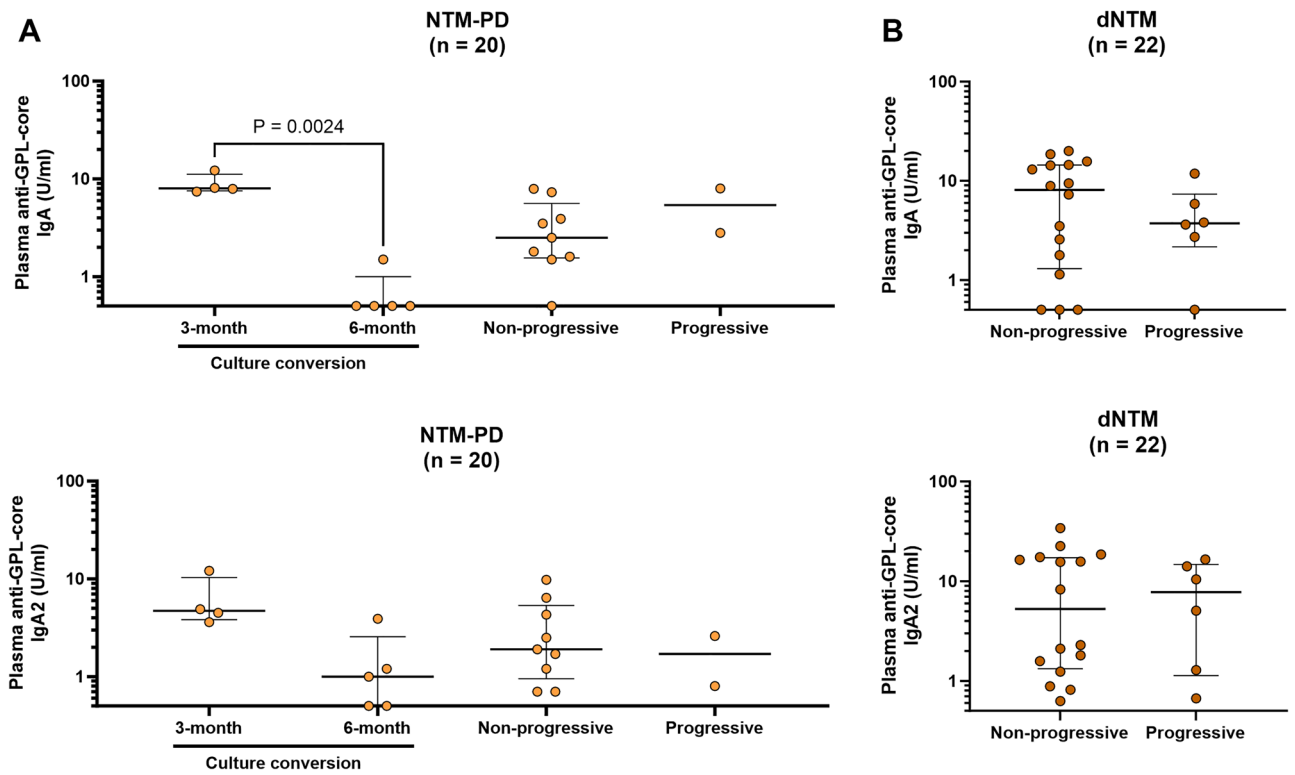 A
NTM-PD
(n = 20)
Plasma anti-GPL-core
IgA (U/ml)
100
10
1
P = 0.0024
3-month
6-month
Non-progressive
Progressive
Culture conversion
B
dNTM
(n = 22)
Plasma anti-GPL-core
IgA (U/ml)
100
10
1
Non-progressive
Progressive
NTM-PD
(n = 20)
Plasma anti-GPL-core
IgA2 (U/ml)
100
10
1
3-month
6-month
Non-progressive
Progressive
Culture conversion
dNTM
(n = 22)
Plasma anti-GPL-core
IgA2 (U/ml)
100
10
1
Non-progressive
Progressive